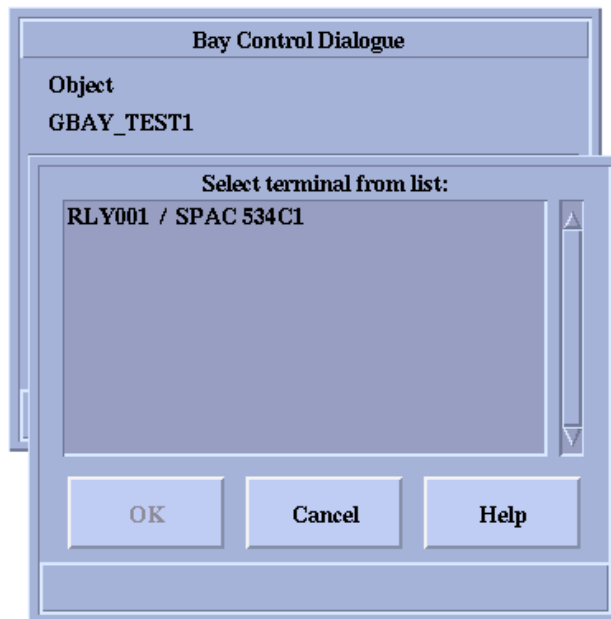 Bay Control Dialogue
Object
GBAY_TEST1
Select terminal from list:
RLY001 / SPAC 534C1
OK
Cancel
Help